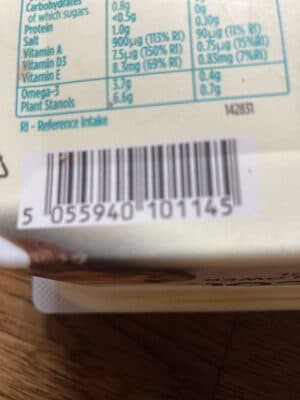 Carbohydrates 0.8g 0g
of which sugars <0.5g 0g
Protein 1.0g 0.10g
Salt 900µg (113% RI) 90µg (11% RI)
Vitamin A 7.5µg (150% RI) 0.75µg (15%RI)
Vitamin D3 8.3mg (69% RI) 0.83mg (7%RI)
Vitamin E
Omega-3 3.7g 0.4g
Plant Stanols 6.6g 0.7g
RI - Reference Intake
142831
5 055940 101145